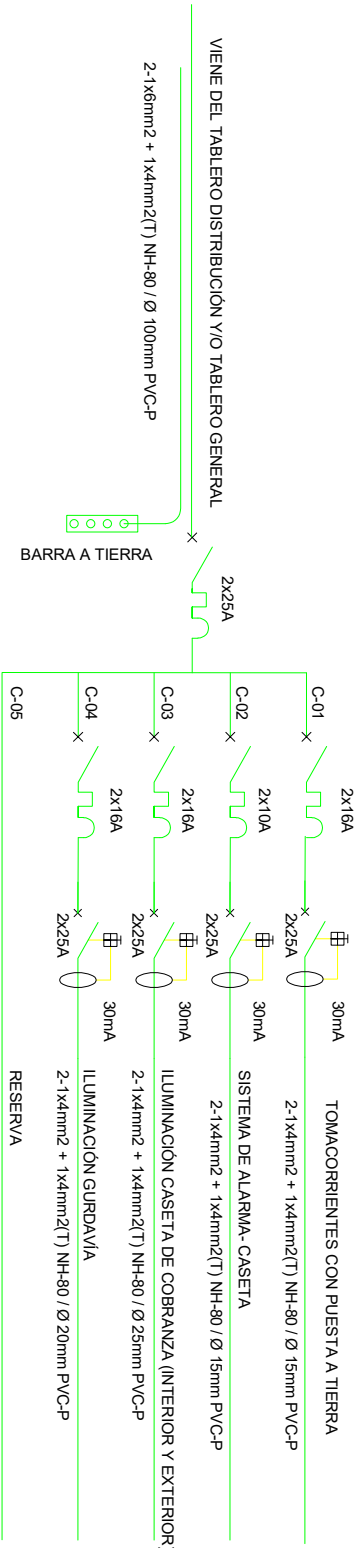 VIENE DEL TABLERO DISTRIBUCIÓN Y/O TABLERO GENERAL
2-1x6mm2 + 1x4mm2(T) NH-80 / Ø 100mm PVC-P
BARRA A TIERRA
2x25A
C-01
2x16A
2x25A
30mA
TOMACORRIENTES CON PUESTA A TIERRA
2-1x4mm2 + 1x4mm2(T) NH-80 / Ø 15mm PVC-P
C-02
2x10A
2x25A
30mA
SISTEMA DE ALARMA- CASETA
2-1x4mm2 + 1x4mm2(T) NH-80 / Ø 15mm PVC-P
C-03
2x16A
2x25A
30mA
ILUMINACIÓN CASETA DE COBRANZA (INTERIOR Y EXTERIOR)
2-1x4mm2 + 1x4mm2(T) NH-80 / Ø 25mm PVC-P
C-04
2x16A
2x25A
30mA
ILUMINACIÓN GURDAVÍA
2-1x4mm2 + 1x4mm2(T) NH-80 / Ø 20mm PVC-P
C-05
RESERVA